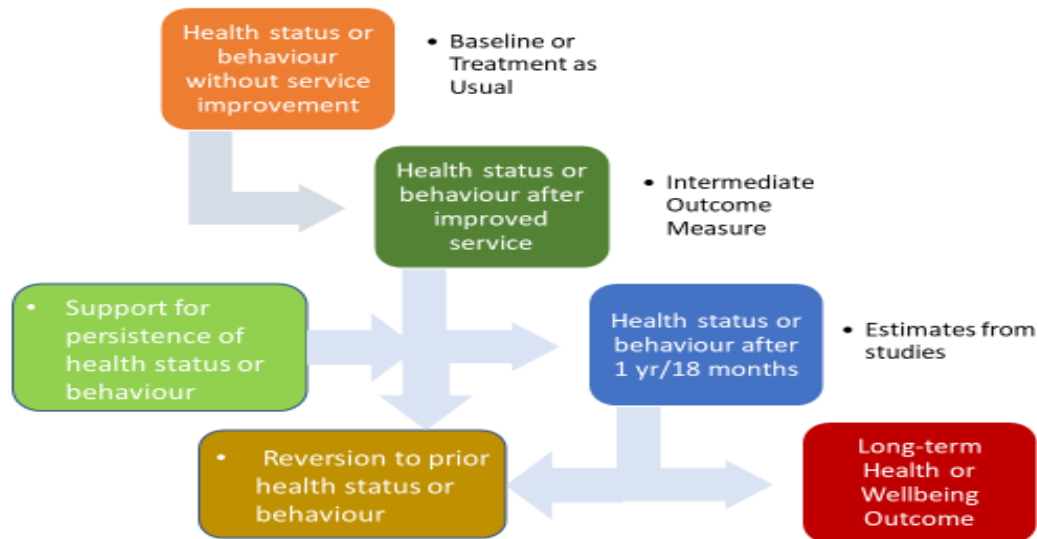 Health status or
behaviour
without service
improvement
• Baseline or
Treatment as
Usual
Health status or
behaviour after
improved
service
• Intermediate
Outcome
Measure
• Support for
persistence of
health status or
behaviour
Health status or
behaviour after
1 yr/18 months
• Estimates from
studies
• Reversion to prior
health status or
behaviour
Long-term
Health or
Wellbeing
Outcome